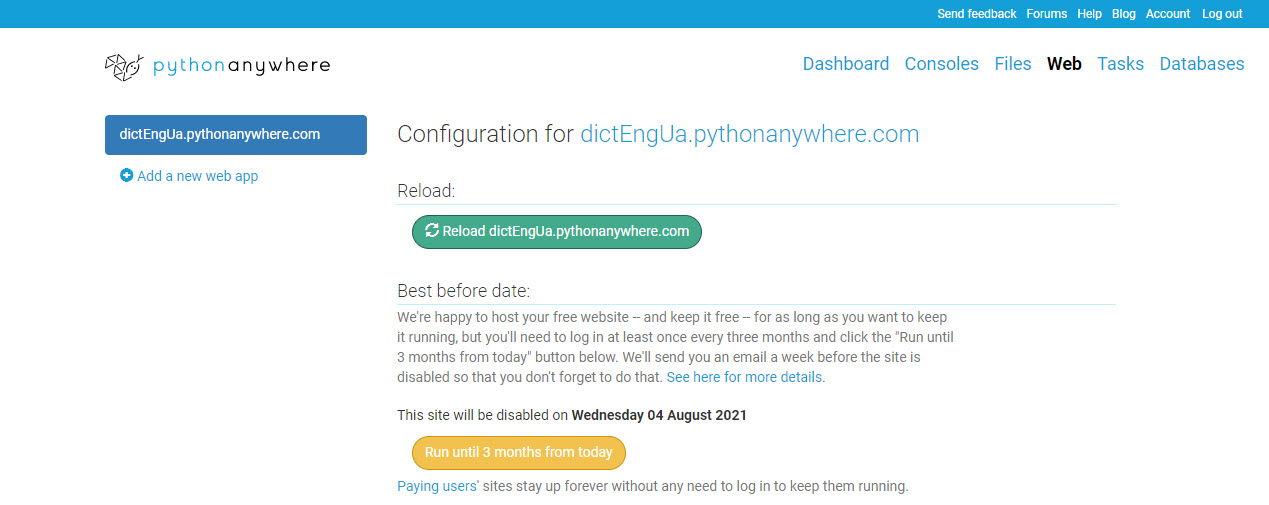 Send feedback Forums Help Blog Account Log out
pythonanywhere
Dashboard Consoles Files Web Tasks Databases
dictEngUa.pythonanywhere.com
Add a new web app
Configuration for dictEngUa.pythonanywhere.com
Reload:
Reload dictEngUa.pythonanywhere.com
Best before date:
We're happy to host your free website -- and keep it free -- for as long as you want to keep
it running, but you'll need to log in at least once every three months and click the "Run until
3 months from today" button below. We'll send you an email a week before the site is
disabled so that you don't forget to do that. See here for more details.
This site will be disabled on Wednesday 04 August 2021
Run until 3 months from today
Paying users' sites stay up forever without any need to log in to keep them running.